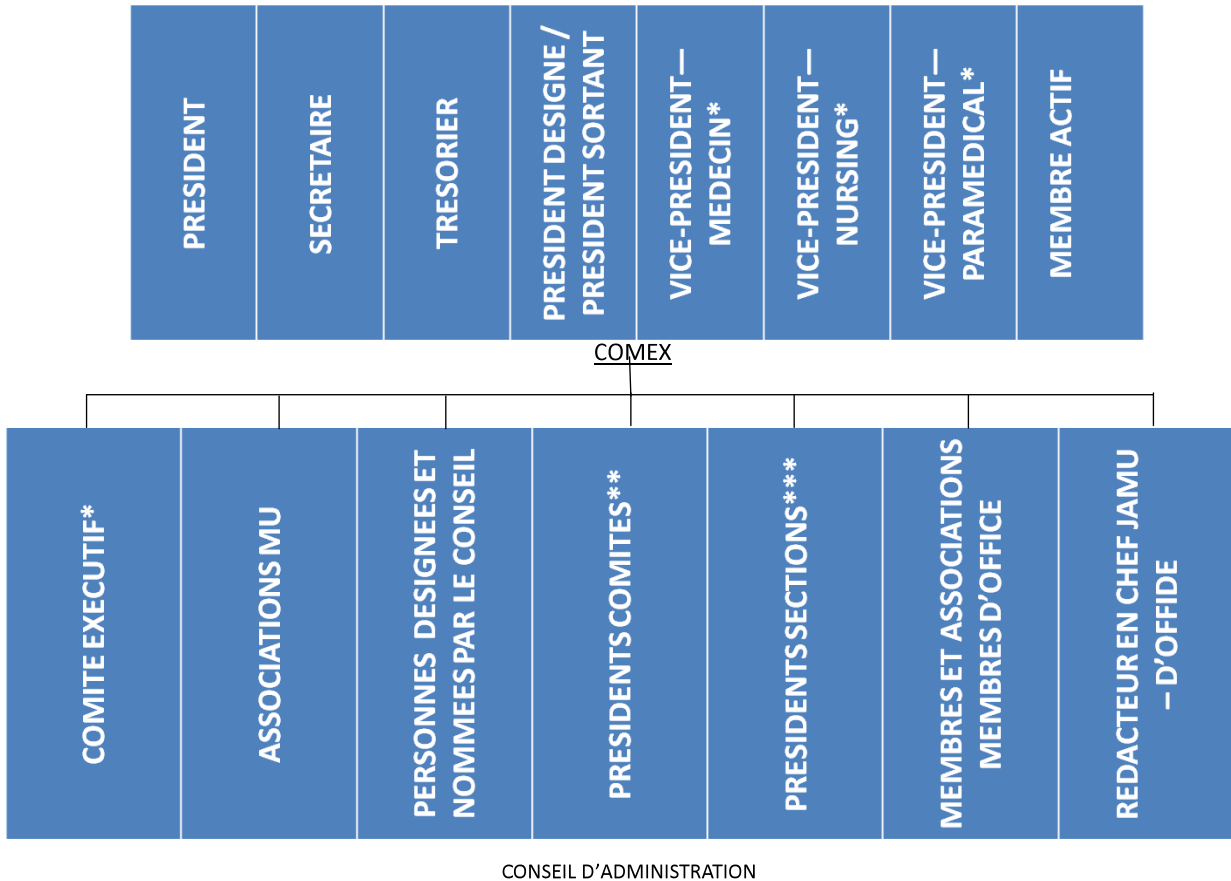 PRESIDENT
SECRETAIRE
TRESORIER
PRESIDENT DESIGNE /
PRESIDENT SORTANT
VICE-PRESIDENT—
MEDECIN*
VICE-PRESIDENT—
NURSING*
VICE-PRESIDENT—
PARAMEDICAL*
MEMBRE ACTIF
COMEX
COMITE EXECUTIF*
ASSOCIATIONS MU
PERSONNES DESIGNEES ET
NOMMEES PAR LE CONSEIL
PRESIDENTS COMITES**
PRESIDENTS SECTIONS***
MEMBRES ET ASSOCIATIONS
MEMBRES D’OFFICE
REDACTEUR EN CHEF JAMU
— D’OFFIDE
CONSEIL D’ADMINISTRATION